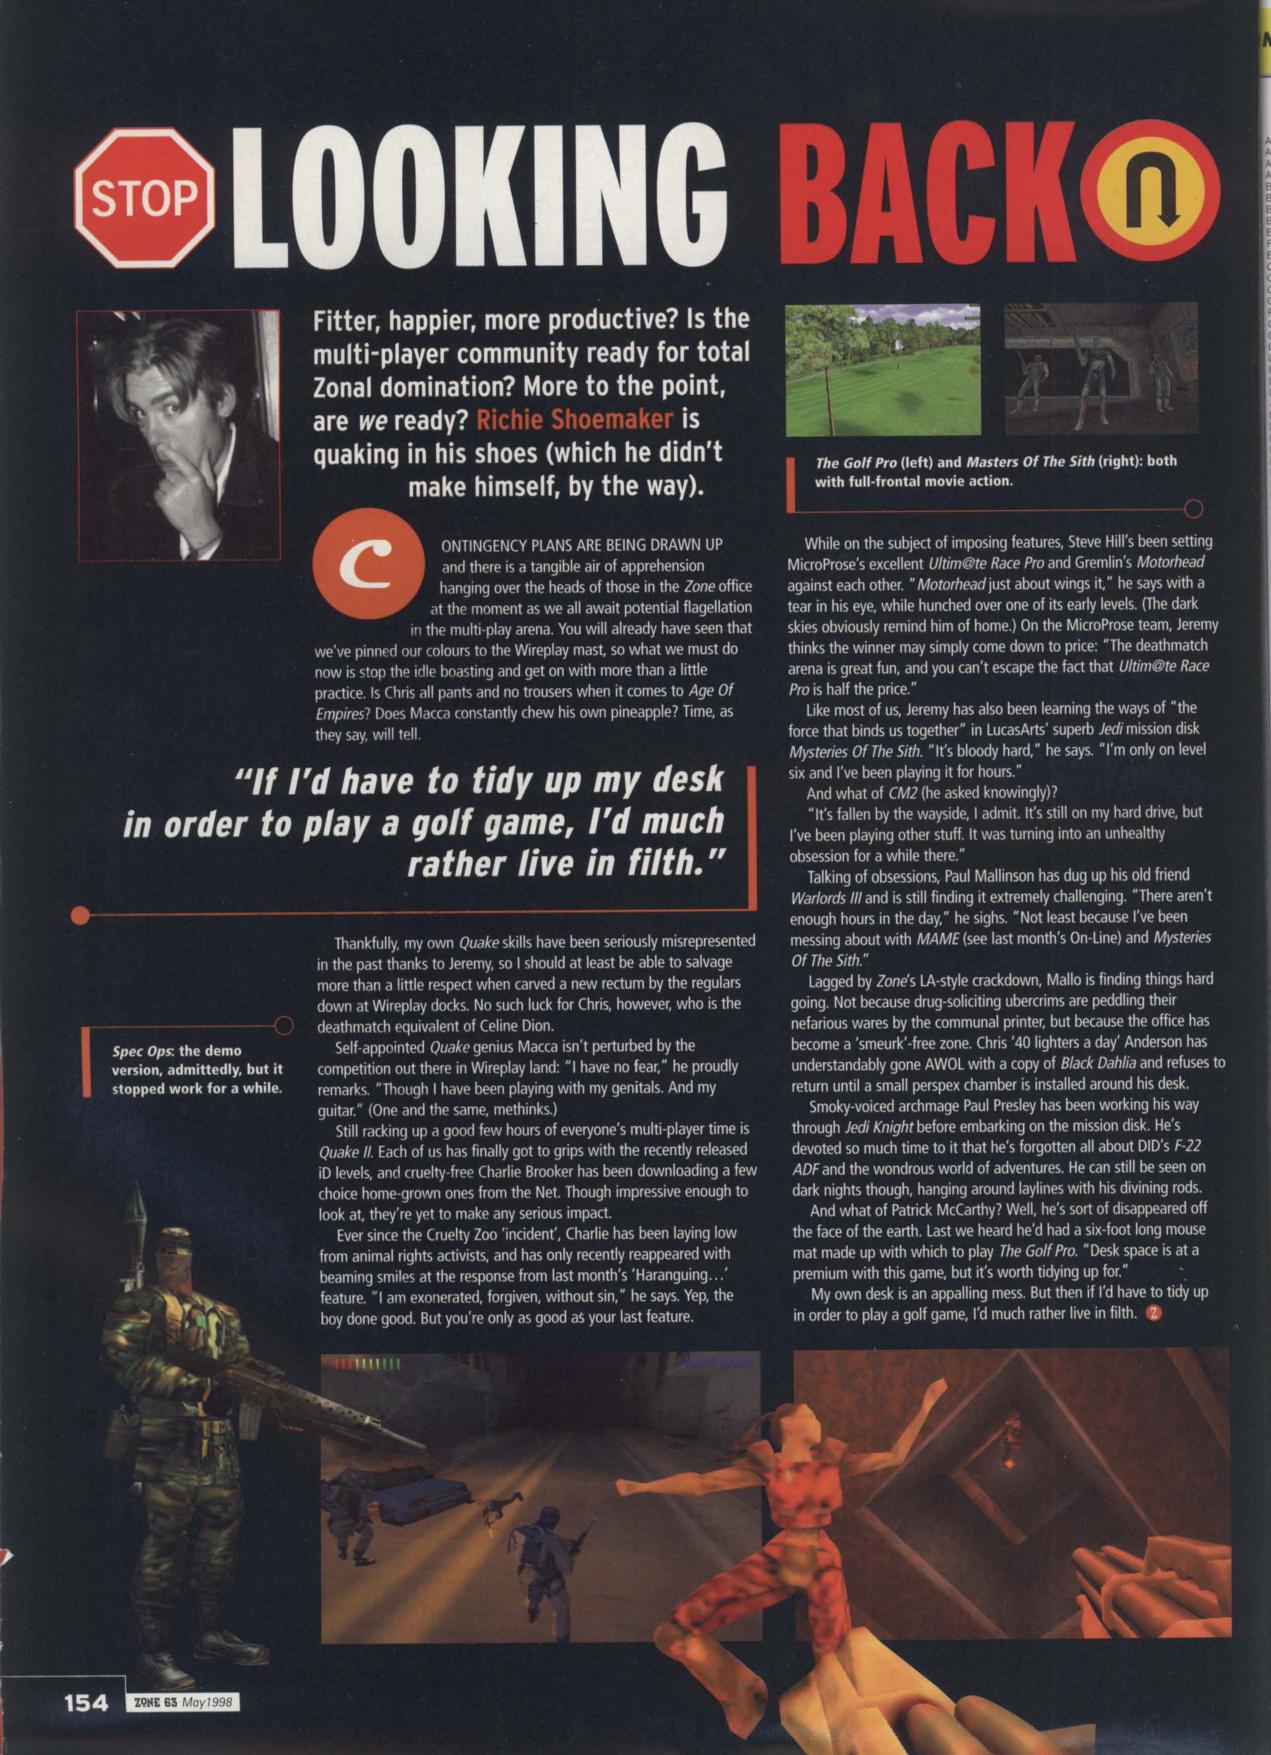 STOP LOOKING BACK
Fitter, happier, more productive? Is the
multi-player community ready for total
Zonal domination? More to the point,
are we ready? Richie Shoemaker is
quaking in his shoes (which he didn't
make himself, by the way).
CONTINGENCY PLANS ARE BEING DRAWN UP
and there is a tangible air of apprehension
hanging over the heads of those in the Zone office
at the moment as we all await potential flagellation
in the multi-play arena. You will already have seen that
we've pinned our colours to the Wireplay mast, so what we must do
now is stop the idle boasting and get on with more than a little
practice. Is Chris all pants and no trousers when it comes to Age Of
Empires? Does Macca constantly chew his own pineapple? Time, as
they say, will tell.
"If I'd have to tidy up my desk
in order to play a golf game, I'd much
rather live in filth."
Thankfully, my own Quake skills have been seriously misrepresented
in the past thanks to Jeremy, so I should at least be able to salvage
more than a little respect when carved a new rectum by the regulars
down at Wireplay docks. No such luck for Chris, however, who is the
deathmatch equivalent of Celine Dion.
Self-appointed Quake genius Macca isn't perturbed by the
competition out there in Wireplay land: "I have no fear," he proudly
remarks. "Though I have been playing with my genitals. And my
guitar." (One and the same, methinks.)
Still racking up a good few hours of everyone's multi-player time is
Quake II. Each of us has finally got to grips with the recently released
iD levels, and cruelty-free Charlie Brooker has been downloading a few
choice home-grown ones from the Net. Though impressive enough to
look at, they're yet to make any serious impact.
Ever since the Cruelty Zoo 'incident', Charlie has been laying low
from animal rights activists, and has only recently reappeared with
beaming smiles at the response from last month's 'Haranguing...'
feature. "I am exonerated, forgiven, without sin," he says. Yep, the
boy done good. But you're only as good as your last feature.
Spec Ops: the demo
version, admittedly, but it
stopped work for a while.
The Golf Pro (left) and Masters Of The Sith (right): both
with full-frontal movie action.
While on the subject of imposing features, Steve Hill's been setting
MicroProse's excellent Ultim@te Race Pro and Gremlin's Motorhead
against each other. "Motorhead just about wings it," he says with a
tear in his eye, while hunched over one of its early levels. (The dark
skies obviously remind him of home.) On the MicroProse team, Jeremy
thinks the winner may simply come down to price: "The deathmatch
arena is great fun, and you can't escape the fact that Ultim@te Race
Pro is half the price."
Like most of us, Jeremy has also been learning the ways of "the
force that binds us together" in LucasArts' superb Jedi mission disk
Mysteries Of The Sith. "It's bloody hard," he says. "I'm only on level
six and I've been playing it for hours."
And what of CM2 (he asked knowingly)?
"It's fallen by the wayside, I admit. It's still on my hard drive, but
I've been playing other stuff. It was turning into an unhealthy
obsession for a while there."
Talking of obsessions, Paul Mallinson has dug up his old friend
Warlords III and is still finding it extremely challenging. "There aren't
enough hours in the day," he sighs. "Not least because I've been
messing about with MAME (see last month's On-Line) and Mysteries
Of The Sith."
Lagged by Zone's LA-style crackdown, Mallo is finding things hard
going. Not because drug-soliciting ubercrims are peddling their
nefarious wares by the communal printer, but because the office has
become a 'smeurk'-free zone. Chris '40 lighters a day' Anderson has
understandably gone AWOL with a copy of Black Dahlia and refuses to
return until a small perspex chamber is installed around his desk.
Smoky-voiced archmage Paul Presley has been working his way
through Jedi Knight before embarking on the mission disk. He's
devoted so much time to it that he's forgotten all about DID's F-22
ADF and the wondrous world of adventures. He can still be seen on
dark nights though, hanging around laylines with his divining rods.
And what of Patrick McCarthy? Well, he's sort of disappeared off
the face of the earth. Last we heard he'd had a six-foot long mouse
mat made up with which to play The Golf Pro. "Desk space is at a
premium with this game, but it's worth tidying up for."
My own desk is an appalling mess. But then if I'd have to tidy up
in order to play a golf game, I'd much rather live in filth. Z
154 ZONE 63 May1998